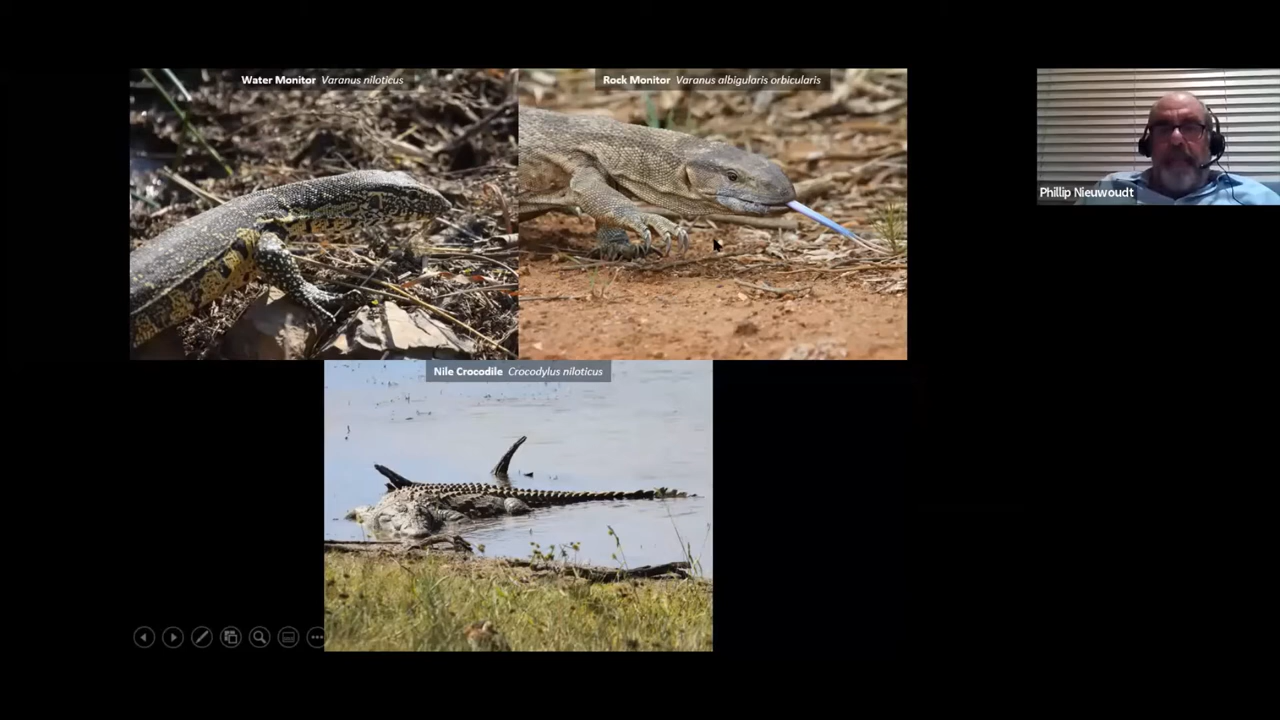 Water Monitor Varanus niloticus
Rock Monitor Varanus albigularis orbicularis
Phillip Nieuwoudt
Nile Crocodile Crocodylus niloticus